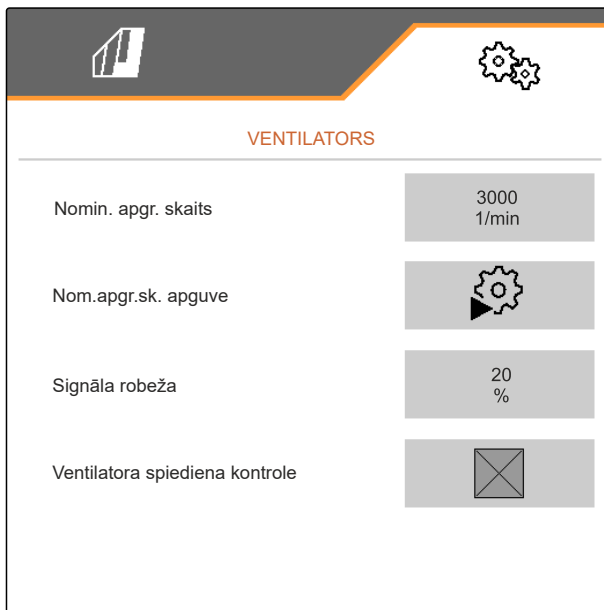 VENTILATORS
Nomin. apgr. skaits
3000
1/min
Nom.apgr.sk. apguve
Signāla robeža
20
%
Ventilatora spiediena kontrole